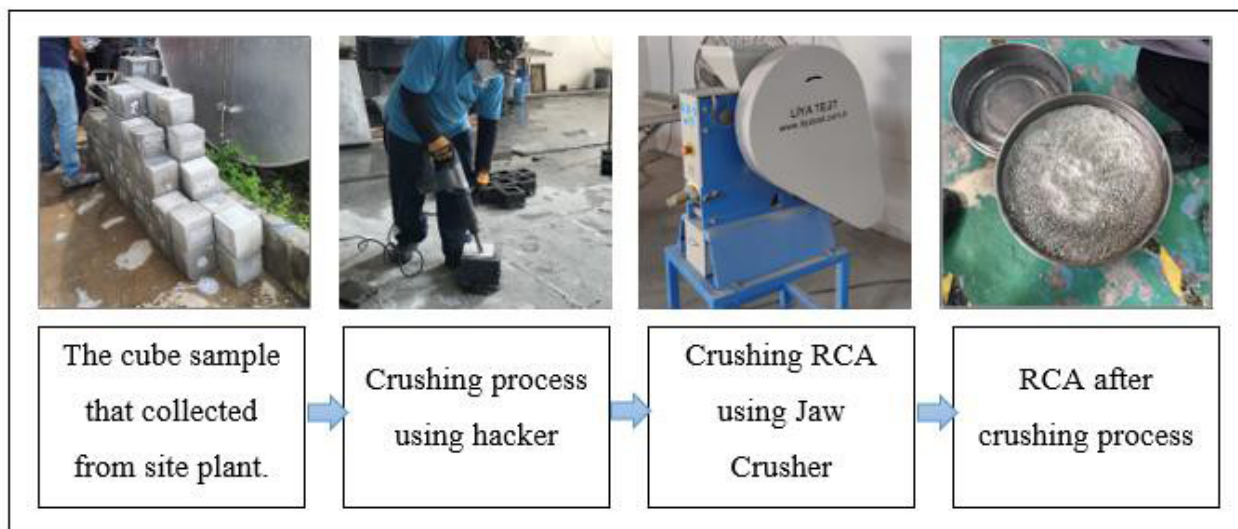 LIYA TEST
The cube sample
that collected
from site plant.
Crushing process
using hacker
Crushing RCA
using Jaw
Crusher
RCA after
crushing process